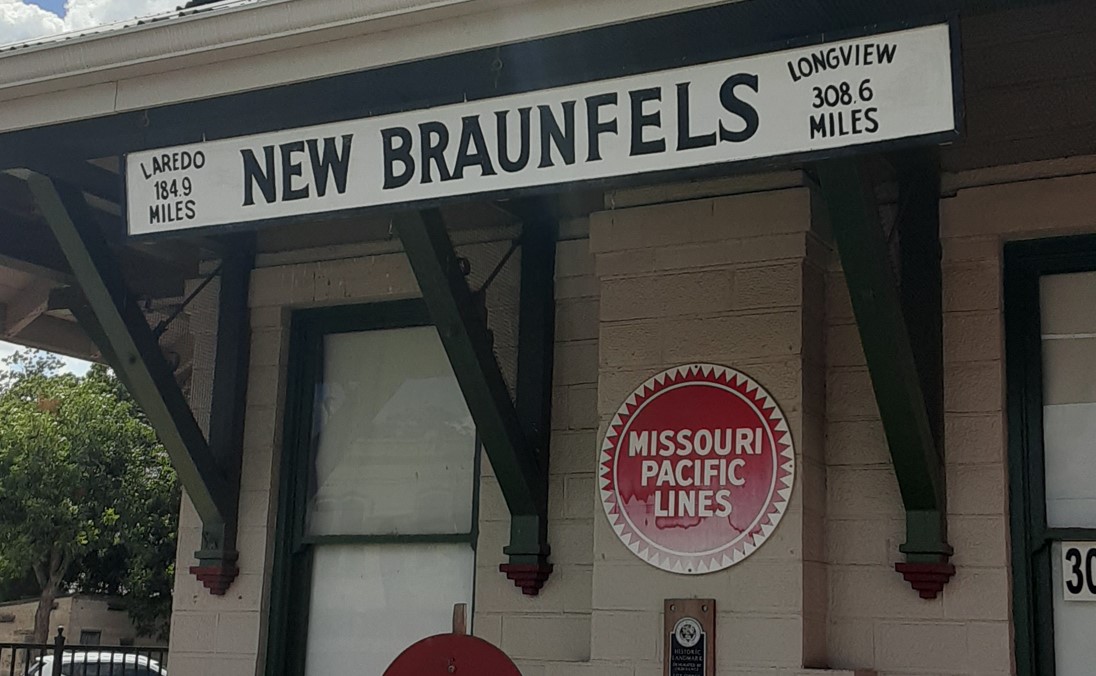 LAREDO
184.9
MILES
NEW BRAUNFELS
LONGVIEW
308.6
MILES
MISSOURI
PACIFIC
LINES
30
HISTORIC
LANDMARK